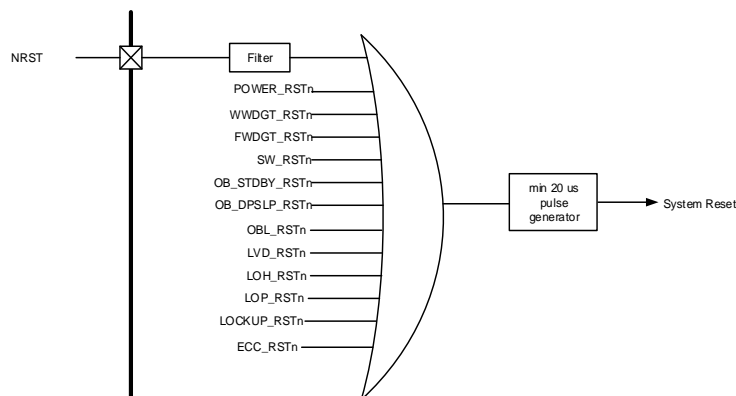 NRST
Filter
POWER_RSTn
WWDGT_RSTn
FWDGT_RSTn
SW_RSTn
OB_STDBY_RSTn
OB_DPSLP_RSTn
OBL_RSTn
LVD_RSTn
LOH_RSTn
LOP_RSTn
LOCKUP_RSTn
ECC_RSTn
min 20 us
pulse
generator
System Reset